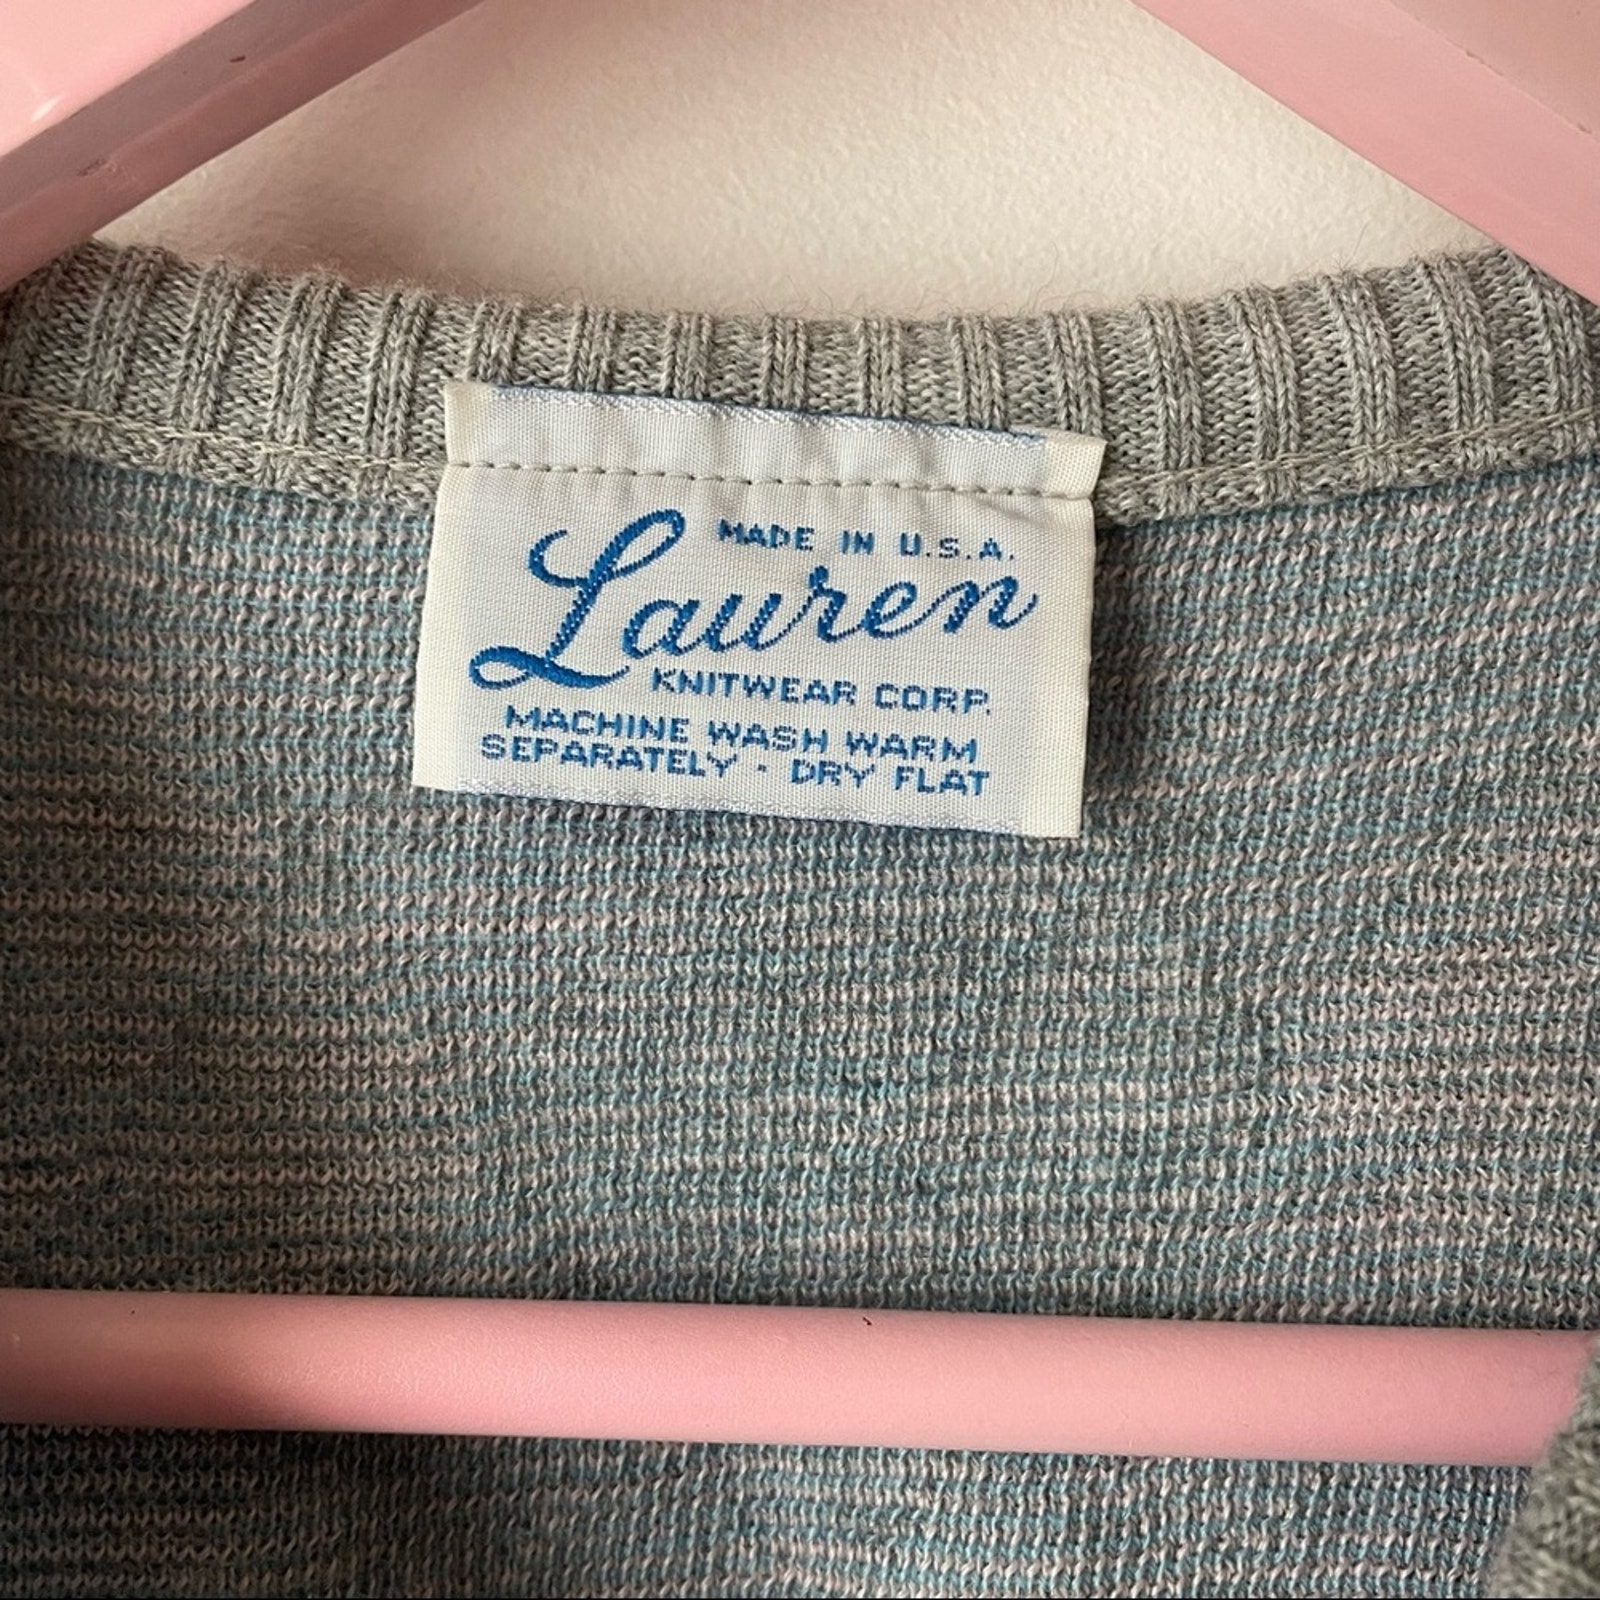 MADE IN U.S.A.
Lauren
KNITWEAR CORP.
MACHINE WASH WARM
SEPARATELY · DRY FLAT